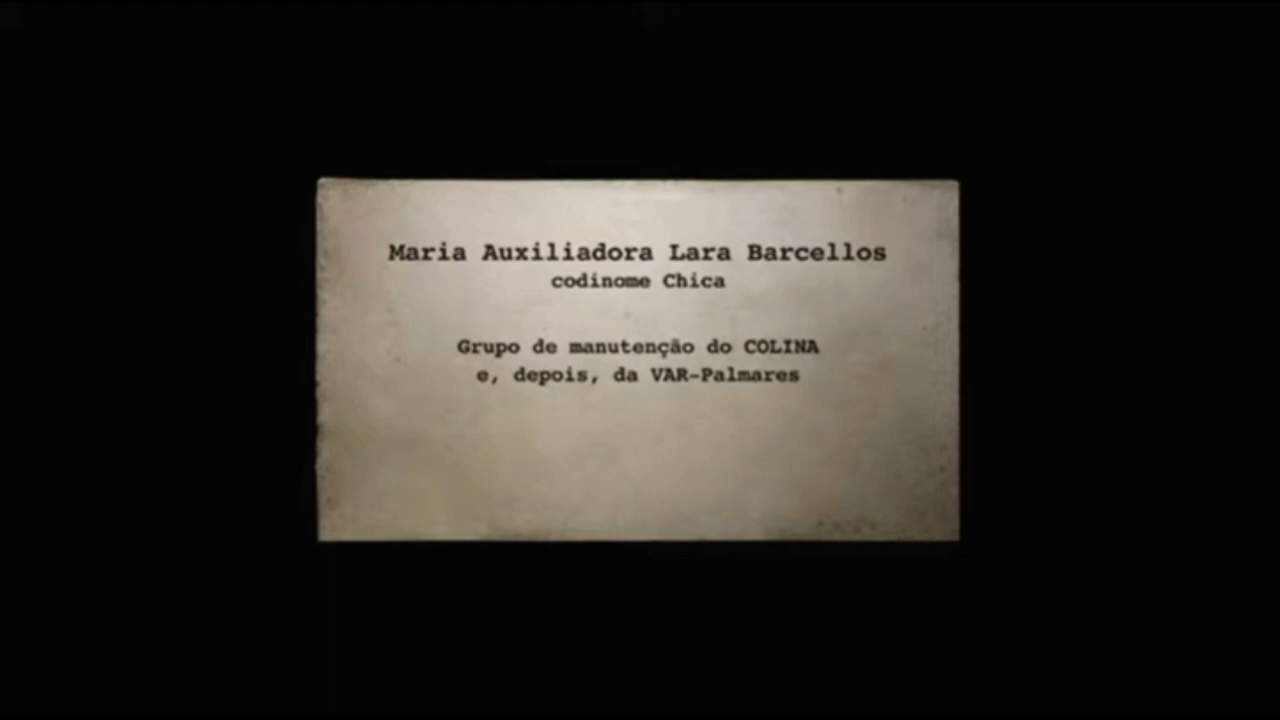 Maria Auxiliadora Lara Barcellos
codinome Chica
Grupo de manutenção do COLINA
e, depois, da VAR-Palmares